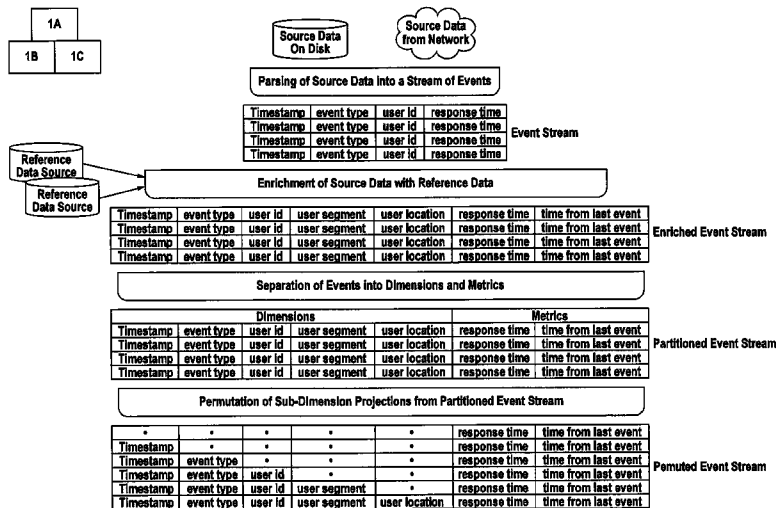 1A
1B 1C
Source Data
On Disk
Source Data
from Network
Parsing of Source Data into a Stream of Events
Timestamp event type user id response time
Timestamp event type user id response time
Timestamp event type user id response time
Timestamp event type user id response time
Event Stream
Reference
Data Source
Reference
Data Source
Enrichment of Source Data with Reference Data
Timestamp event type user id user segment user location response time time from last event
Timestamp event type user id user segment user location response time time from last event
Timestamp event type user id user segment user location response time time from last event
Timestamp event type user id user segment user location response time time from last event
Enriched Event Stream
Separation of Events into Dimensions and Metrics
Dimensions Metrics
Timestamp event type user id user segment user location response time time from last event
Timestamp event type user id user segment user location response time time from last event
Timestamp event type user id user segment user location response time time from last event
Timestamp event type user id user segment user location response time time from last event
Partitioned Event Stream
Permutation of Sub-Dimension Projections from Partitioned Event Stream
* * * * * response time time from last event
Timestamp * * * * response time time from last event
Timestamp event type * * * response time time from last event
Timestamp event type user id * * response time time from last event
Timestamp event type user id user segment * response time time from last event
Timestamp event type user id user segment user location response time time from last event
Pemuted Event Stream